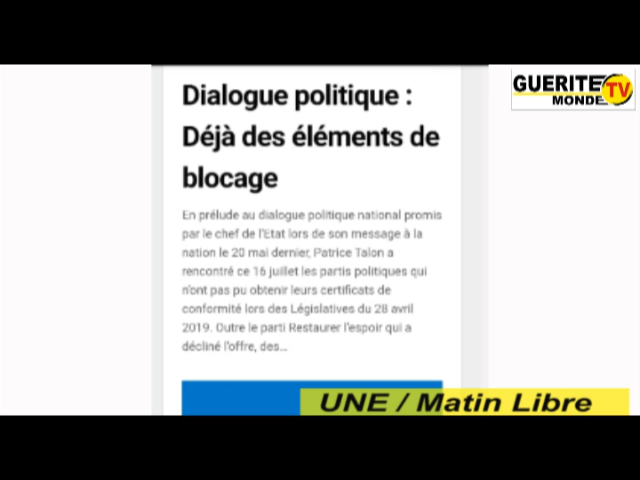 GUERITE TV
MONDE
Dialogue politique :
Déjà des éléments de
blocage
En prélude au dialogue politique national promis
par le chef de l'Etat lors de son message à la
nation le 20 mai dernier, Patrice Talon a
rencontré ce 16 juillet les partis politiques qui
n'ont pas pu obtenir leurs certificats de
conformité lors des Législatives du 28 avril
2019. Outre le parti Restaurer l'espoir qui a
décliné l'offre, des...
UNE / Matin Libre